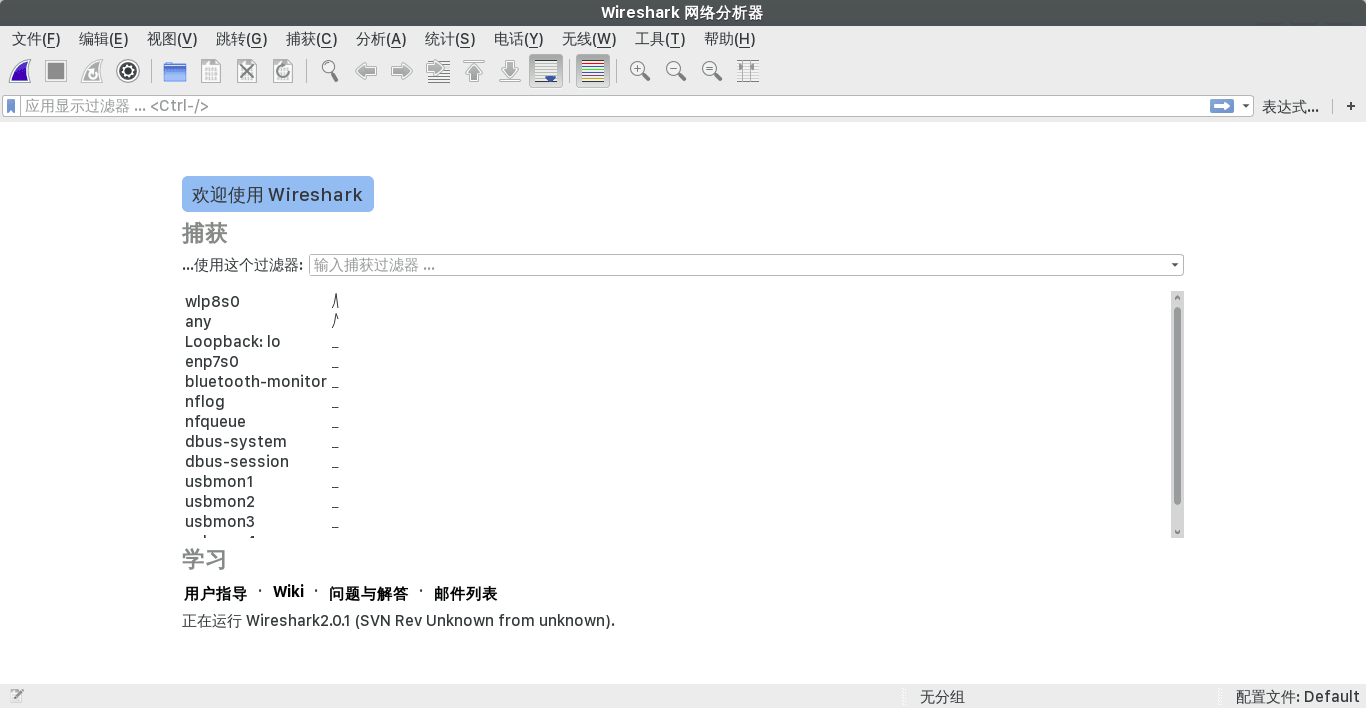 Wireshark 网络分析器
文件(F) 编辑(E) 视图(V) 跳转(G) 捕获(C) 分析(A) 统计(S) 电话(Y) 无线(W) 工具(T) 帮助(H)
应用显示过滤器 ... <Ctrl-/> 表达式... +
欢迎使用 Wireshark
捕获
...使用这个过滤器: 输入捕获过滤器 ...
wlp8s0
any
Loopback: lo
enp7s0
bluetooth-monitor
nflog
nfqueue
dbus-system
dbus-session
usbmon1
usbmon2
usbmon3
学习
用户指导 · Wiki · 问题与解答 · 邮件列表
正在运行 Wireshark2.0.1 (SVN Rev Unknown from unknown).
无分组 配置文件: Default